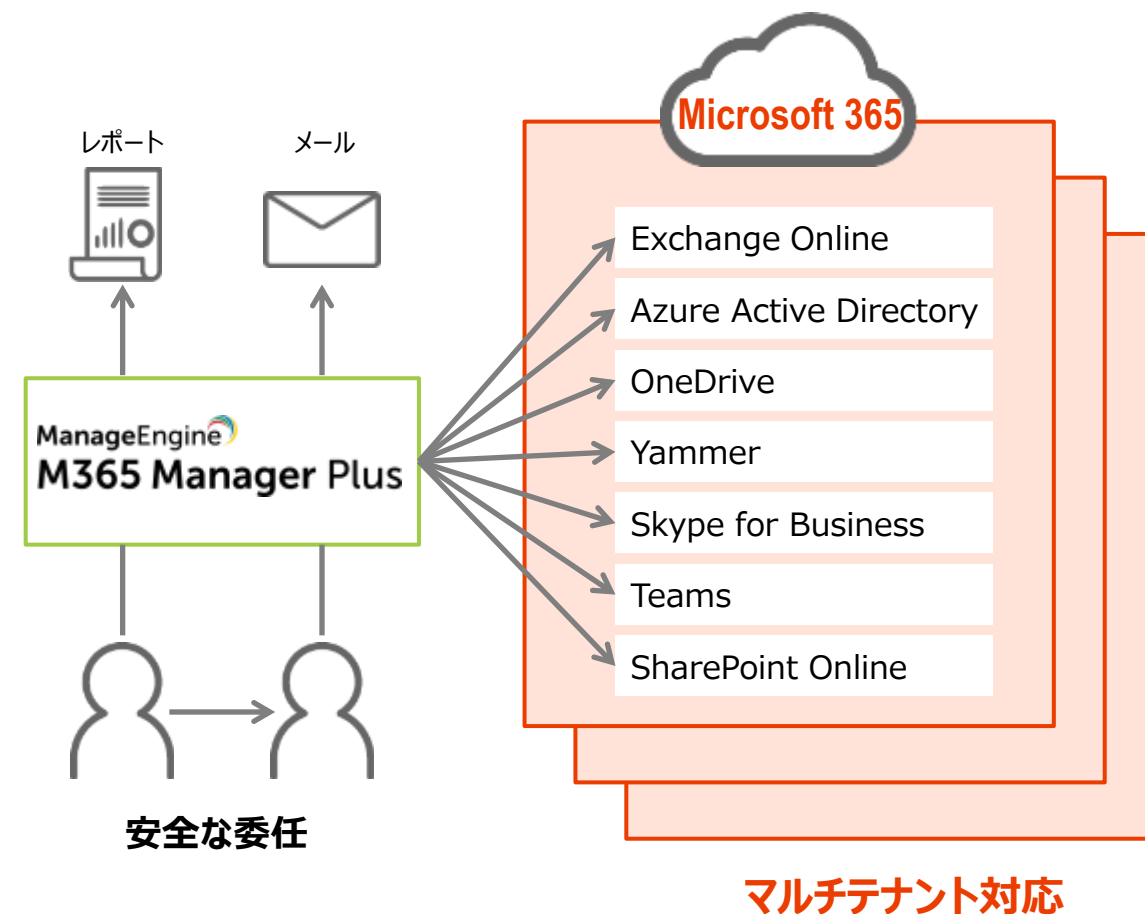 Microsoft 365
レポート
メール
Exchange Online
Azure Active Directory
OneDrive
Yammer
Skype for Business
Teams
SharePoint Online
ManageEngine
M365 Manager Plus
安全な委任
マルチテナント対応